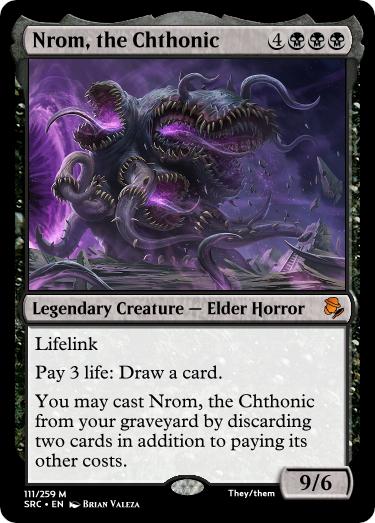 Nrom, the Chthonic 4
Legendary Creature — Elder Horror
Lifelink
Pay 3 life: Draw a card.
You may cast Nrom, the Chthonic
from your graveyard by discarding
two cards in addition to paying its
other costs.
9/6
111/259 M
SRC • EN Brian Valeza
They/them